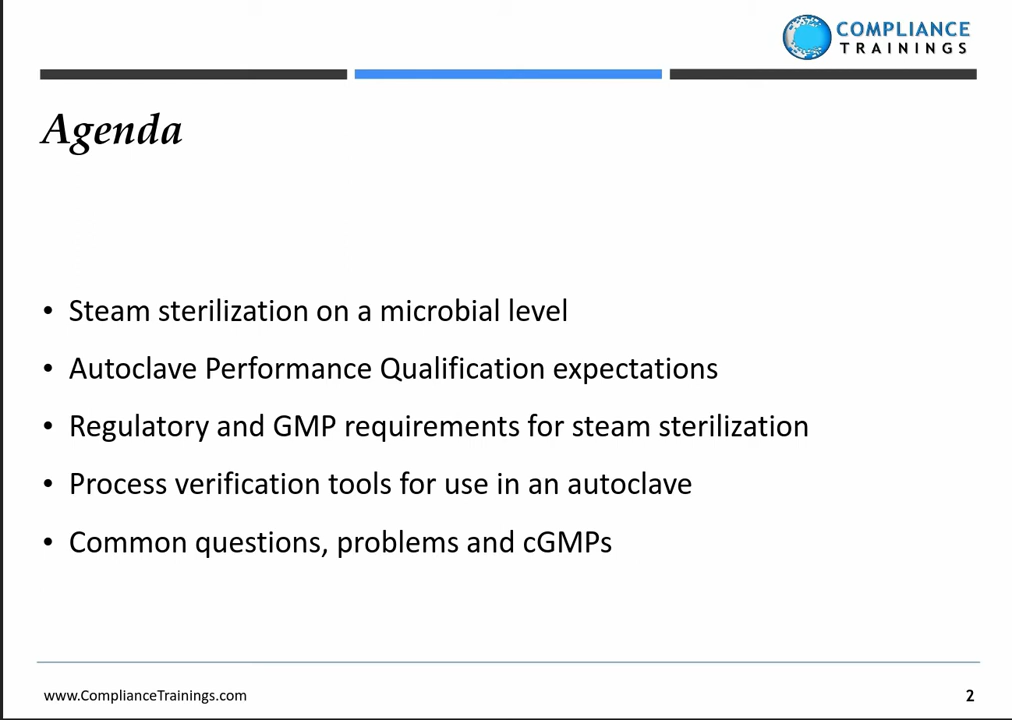 COMPLIANCE
TRAININGS
Agenda
• Steam sterilization on a microbial level
• Autoclave Performance Qualification expectations
• Regulatory and GMP requirements for steam sterilization
• Process verification tools for use in an autoclave
• Common questions, problems and cGMPs
www.ComplianceTrainings.com
2